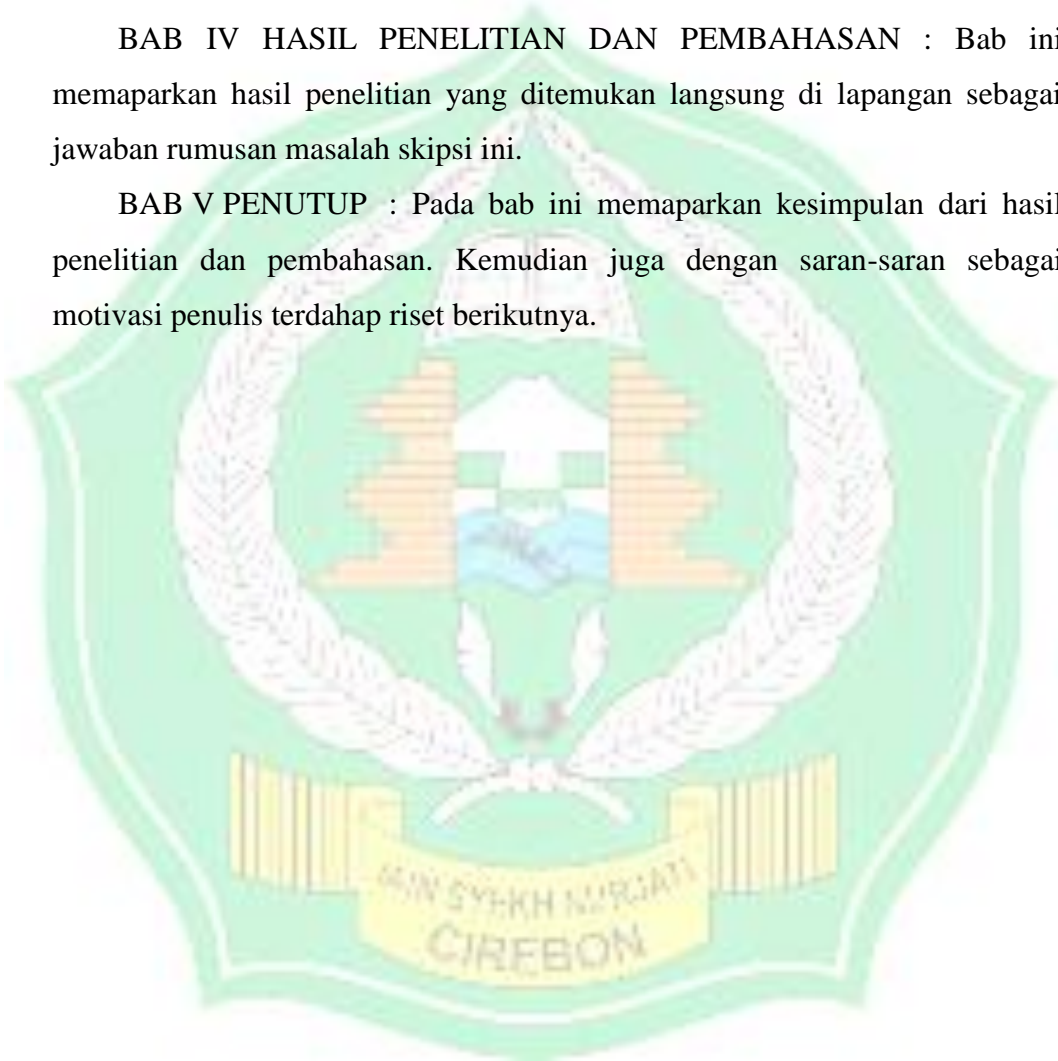 BAB IV HASIL PENELITIAN DAN PEMBAHASAN : Bab ini
memaparkan hasil penelitian yang ditemukan langsung di lapangan sebagai
jawaban rumusan masalah skipsi ini.
BAB V PENUTUP : Pada bab ini memaparkan kesimpulan dari hasil
penelitian dan pembahasan. Kemudian juga dengan saran-saran sebagai
motivasi penulis terdahap riset berikutnya.
IAIN SYEKH NURJATI
CIREBON